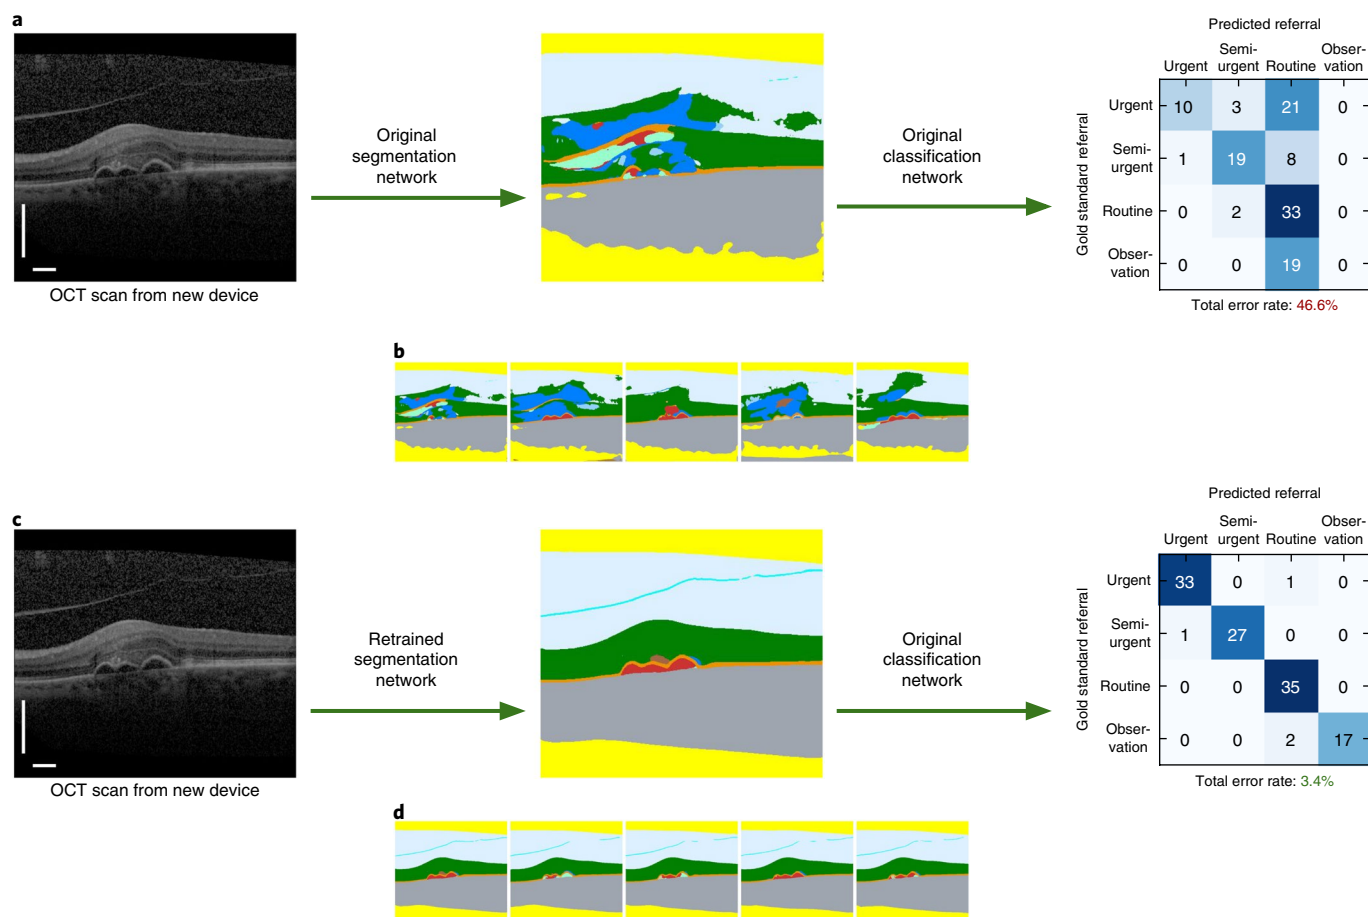 a
Predicted referral
Semi-
Obser-
Urgent
urgent
Routine
vation
Gold standard referral
Urgent
10 3 21 0
Semi-
urgent
1 19 8 0
Routine
0 2 33 0
Obser-
vation
0 0 19 0
Total error rate: 46.6%
Original
segmentation
network
Original
classification
network
OCT scan from new device
b
c
Predicted referral
Semi-
Obser-
Urgent
urgent
Routine
vation
Gold standard referral
Urgent
33 0 1 0
Semi-
urgent
1 27 0 0
Routine
0 0 35 0
Obser-
vation
0 0 2 17
Total error rate: 3.4%
Retrained
segmentation
network
Original
classification
network
OCT scan from new device
d